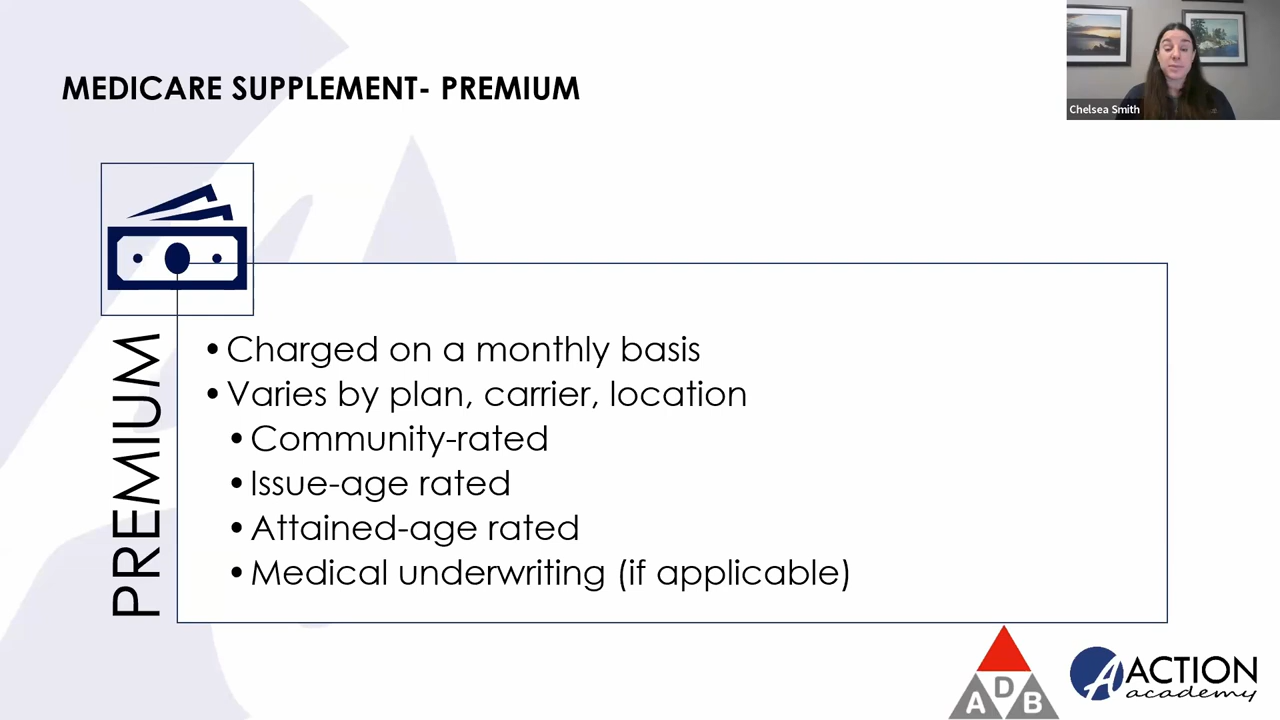 MEDICARE SUPPLEMENT- PREMIUM
Chelsea Smith
PREMIUM
•Charged on a monthly basis
•Varies by plan, carrier, location
•Community-rated
•Issue-age rated
•Attained-age rated
•Medical underwriting (if applicable)
ADB
A ACTION
academy